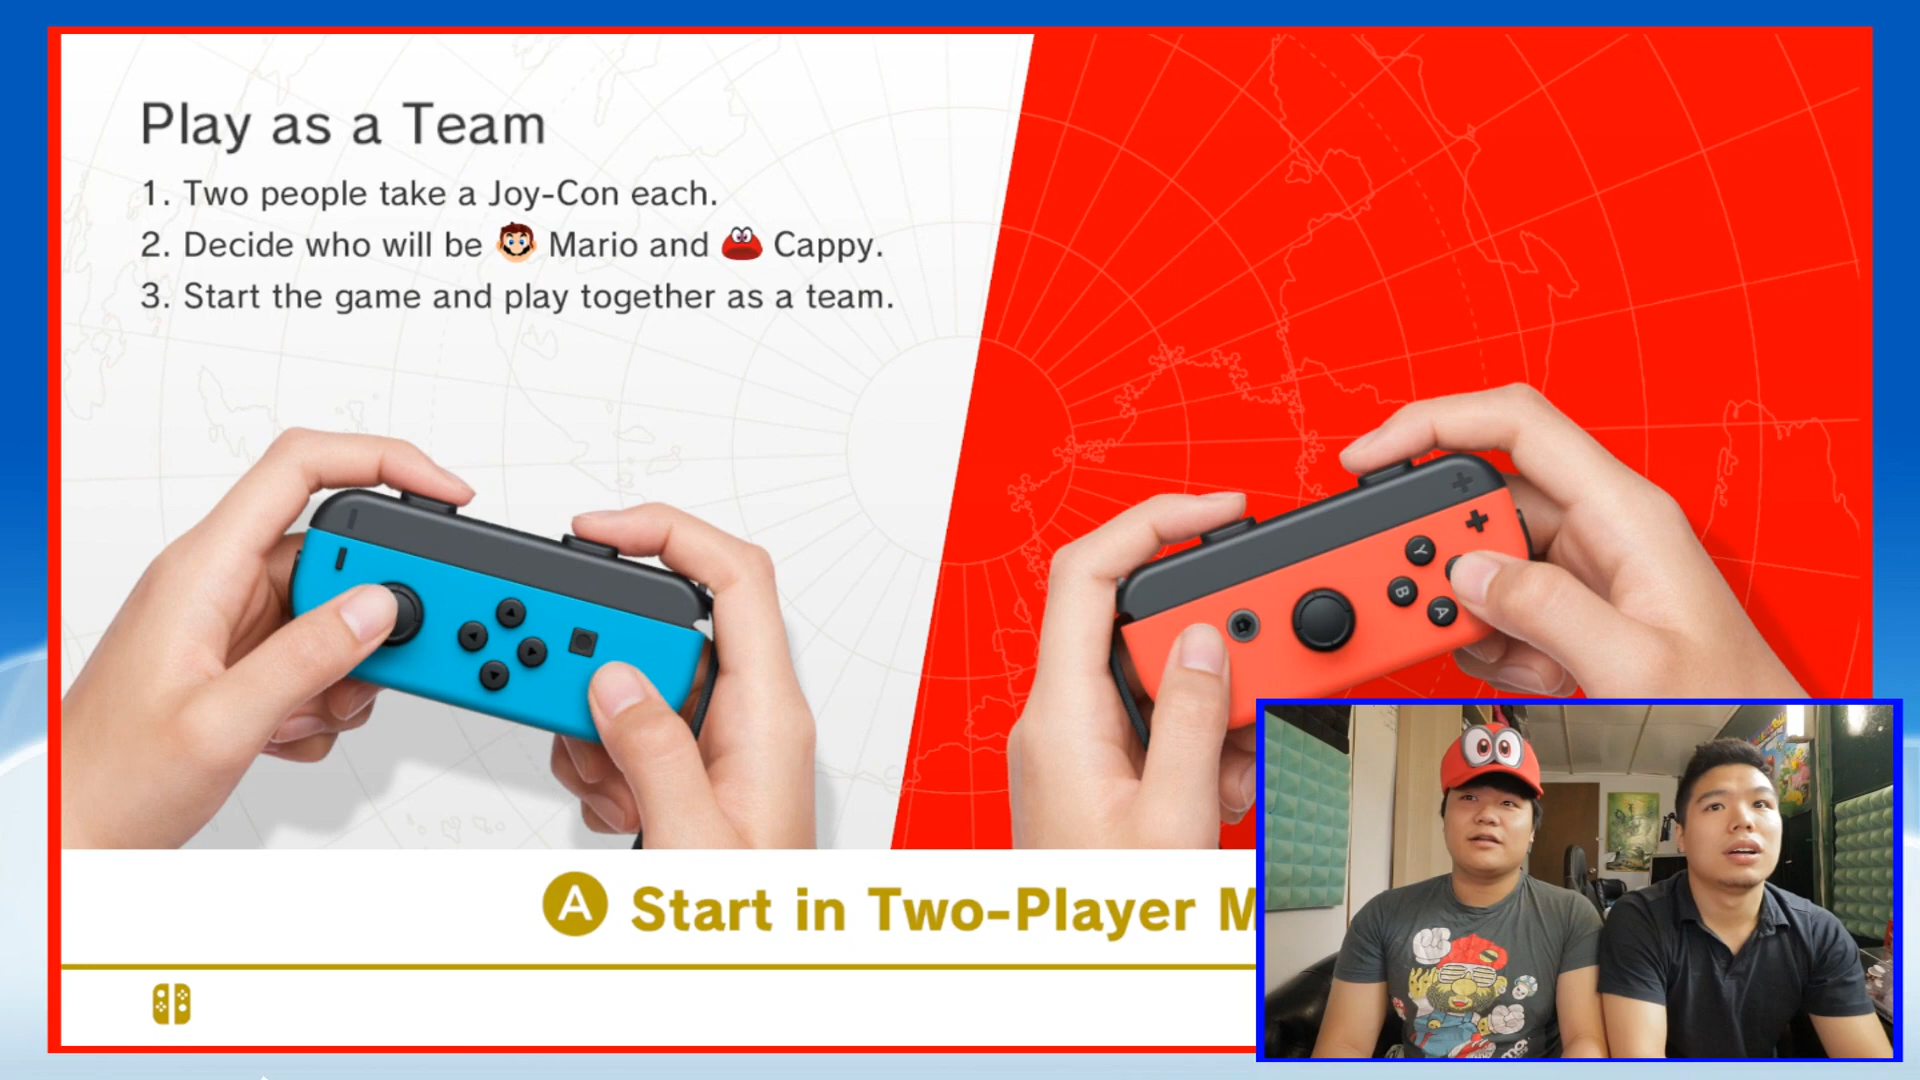 Play as a Team
1. Two people take a Joy-Con each.
2. Decide who will be Mario and Cappy.
3. Start the game and play together as a team.
Y
B
A
A Start in Two-Player M